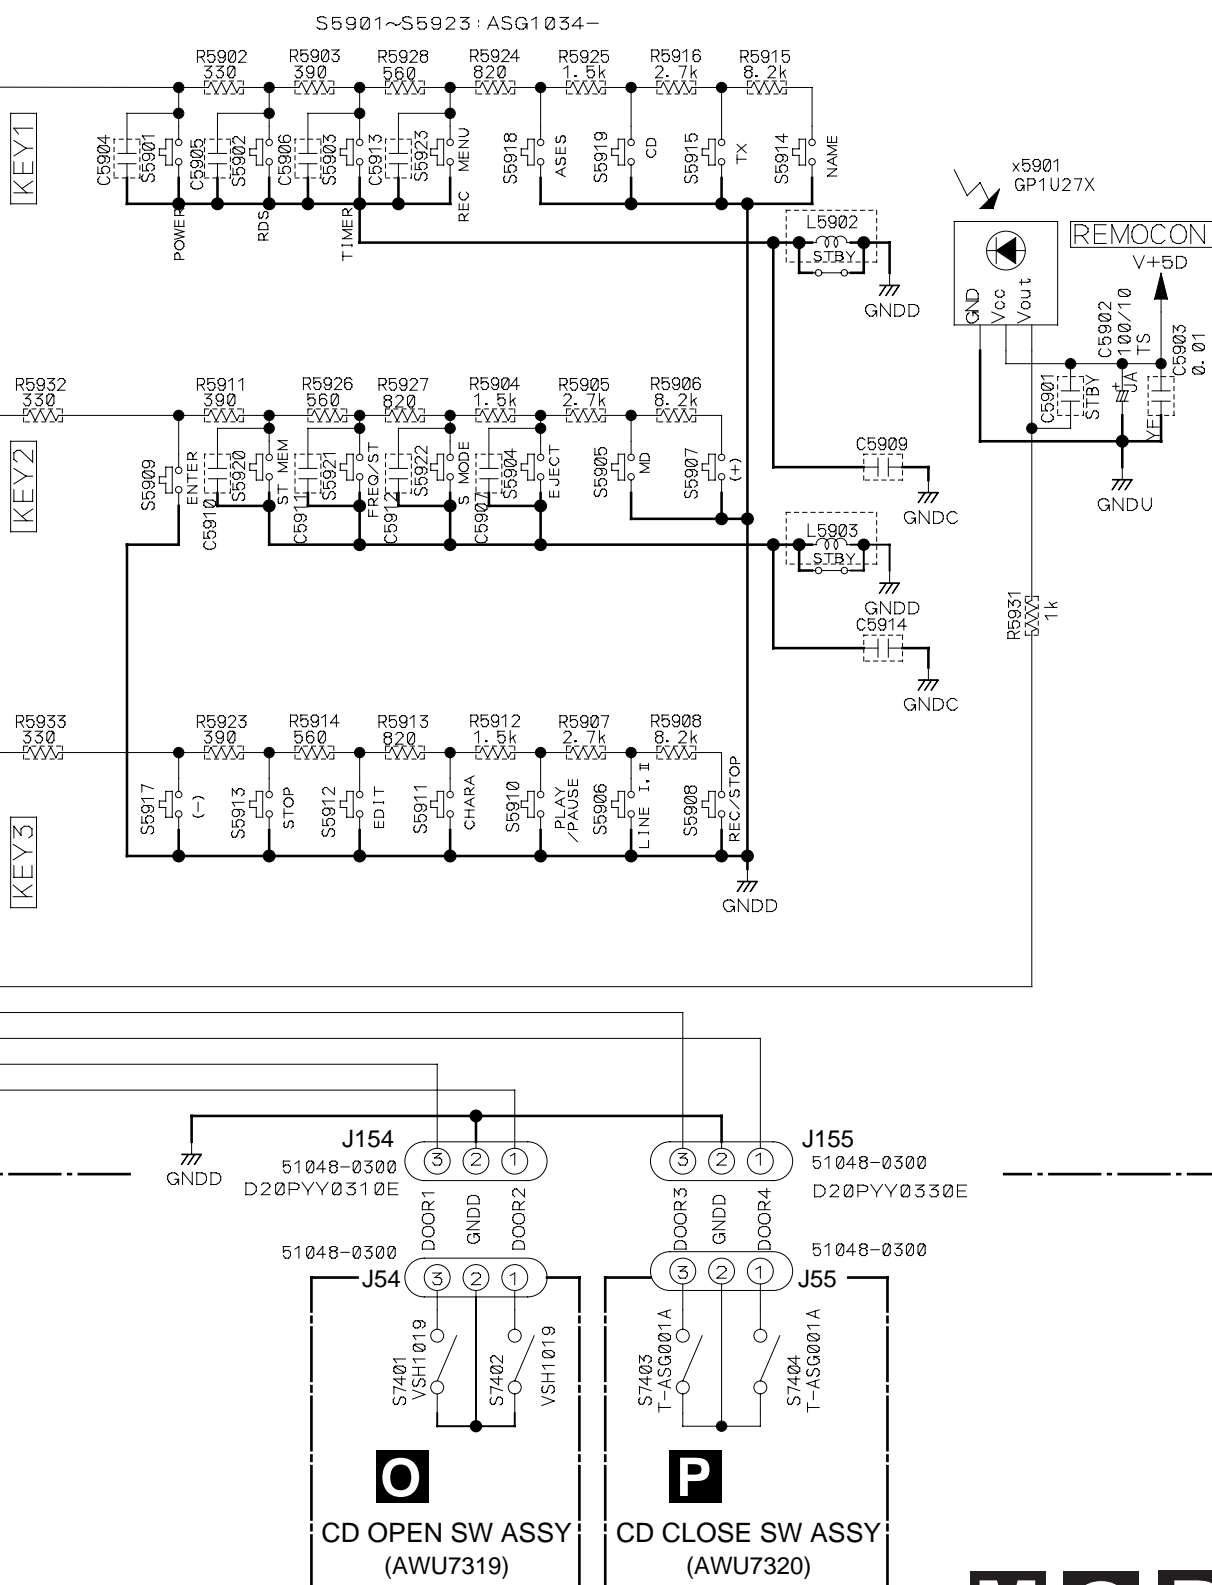 S5901~S5923:ASG1034-
R5902 R5903 R5928 R5924 R5925 R5916 R5915
330 390 560 820 1.5k 2.7k 8.2k
KEY1
C5904 S5901 C5905 S5902 C5906 S5903 C5913 S5923 REC MENU S5918 ASES S5919 CD S5915 TX S5914 NAME
POWER RDS TIMER
x5901
GP1U27X
L5902
STBY
GNDD
REMOCON
V+5D
GND Vcc Vout
C5902
100/10
TS
JA
C5903
0.01
YF
C5901
STBY
GNDU
R5932 R5911 R5926 R5927 R5904 R5905 R5906
330 390 560 820 1.5k 2.7k 8.2k
KEY2
S5909 ENTER C5910 S5920 ST MEM C5911 S5921 FREQ/ST C5912 S5922 S MODE C5907 S5904 EJECT S5905 MD S5907 (+)
C5909
GNDC
L5903
STBY
GNDD
C5914
GNDC
R5931
1k
R5933 R5923 R5914 R5913 R5912 R5907 R5908
330 390 560 820 1.5k 2.7k 8.2k
KEY3
S5917 (-) S5913 STOP S5912 EDIT S5911 CHARA S5910 PLAY /PAUSE S5906 LINE I,II S5908 REC/STOP
GNDD
J154 J155
GNDD
51048-0300 3 2 1 3 2 1 51048-0300
D20PYY0310E D20PYY0330E
DOOR1 GNDD DOOR2 DOOR3 GNDD DOOR4
51048-0300 51048-0300
J54 3 2 1 3 2 1 J55
S7401 VSH1019 S7402 VSH1019 S7403 T-ASG001A S7404 T-ASG001A
O P
CD OPEN SW ASSY CD CLOSE SW ASSY
(AWU7319) (AWU7320)